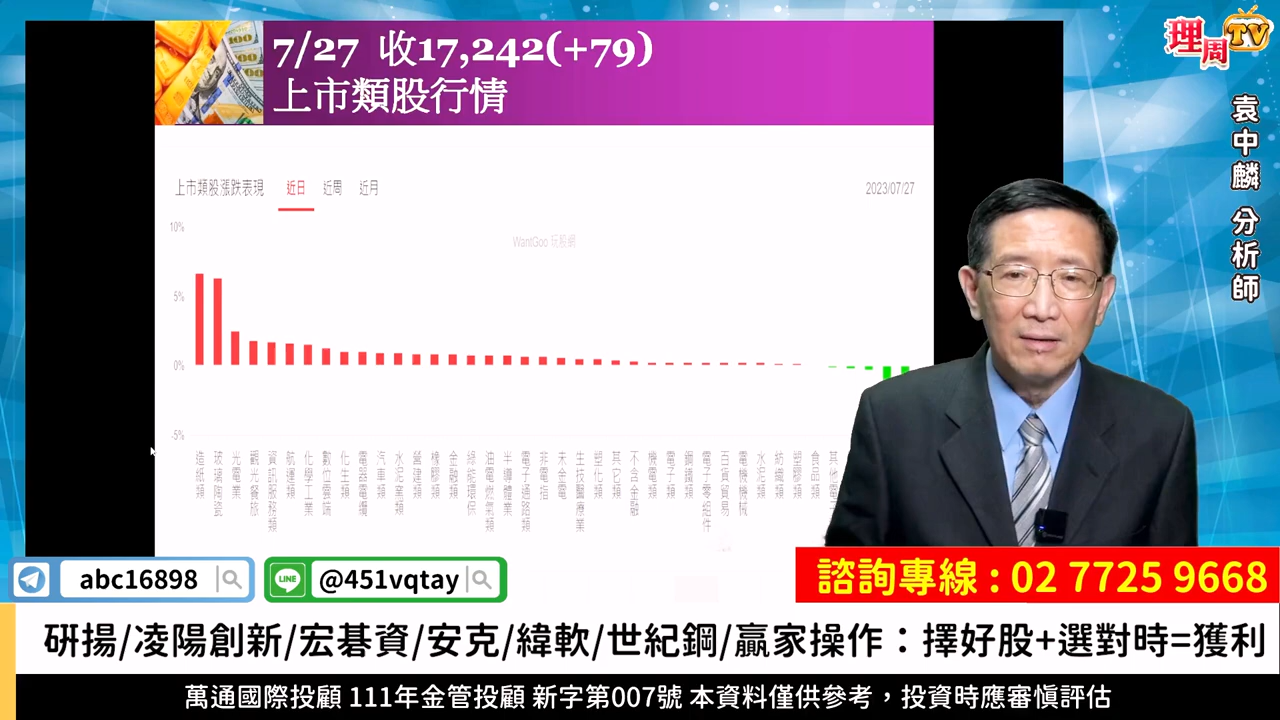 7/27 收17,242(+79)
上市類股行情
理周TV
袁中麟 分析師
上市類股漲跌表現 近日 近周 近月
2023/07/27
WantGoo 玩股網
10%
5%
0%
-5%
造紙類
玻璃陶瓷
光電業
觀光餐旅
資訊服務類
航運類
化學工業
數位雲端
化生類
電器電纜
汽車類
水泥窯類
營建類
橡膠類
金融類
綠能環保
油電燃氣類
半導體業
電子通路類
非電指
未金電
生技醫療業
塑化類
其它類
不含金融
機電類
電子類
鋼鐵類
電子零組件
百貨貿易
電機機械
水泥類
紡織類
塑膠類
食品類
abc16898
LINE @451vqtay
諮詢專線 : 02 7725 9668
研揚/凌陽創新/宏碁資/安克/緯軟/世紀鋼/贏家操作：擇好股+選對時=獲利
萬通國際投顧 111年金管投顧 新字第007號 本資料僅供參考，投資時應審慎評估